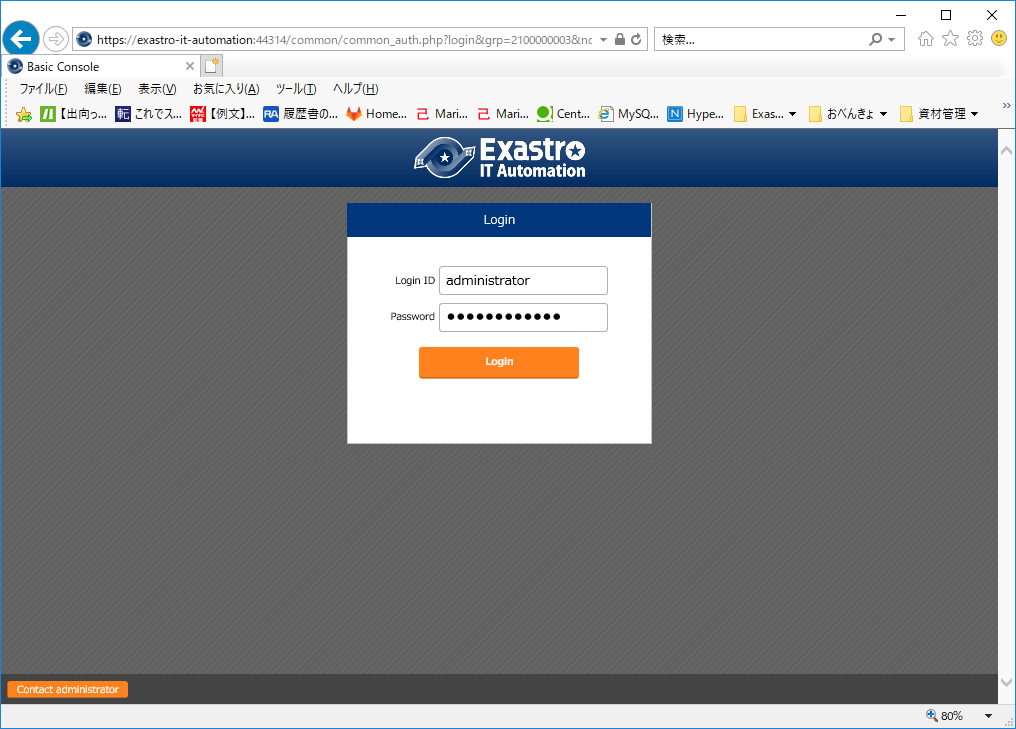 https://exastro-it-automation:44314/common/common_auth.php?login&grp=2100000003&nc
検索...
Basic Console
ファイル(F) 編集(E) 表示(V) お気に入り(A) ツール(T) ヘルプ(H)
【出向っ... 転 これでス... 【例文】... RA 履歴書の... Home... Mari... Mari... Cent... MySQ... N Hype... Exas... おべんきょ 資材管理 »
Exastro
IT Automation
Login
Login ID administrator
Password ●●●●●●●●●●●●
Login
Contact administrator
80%